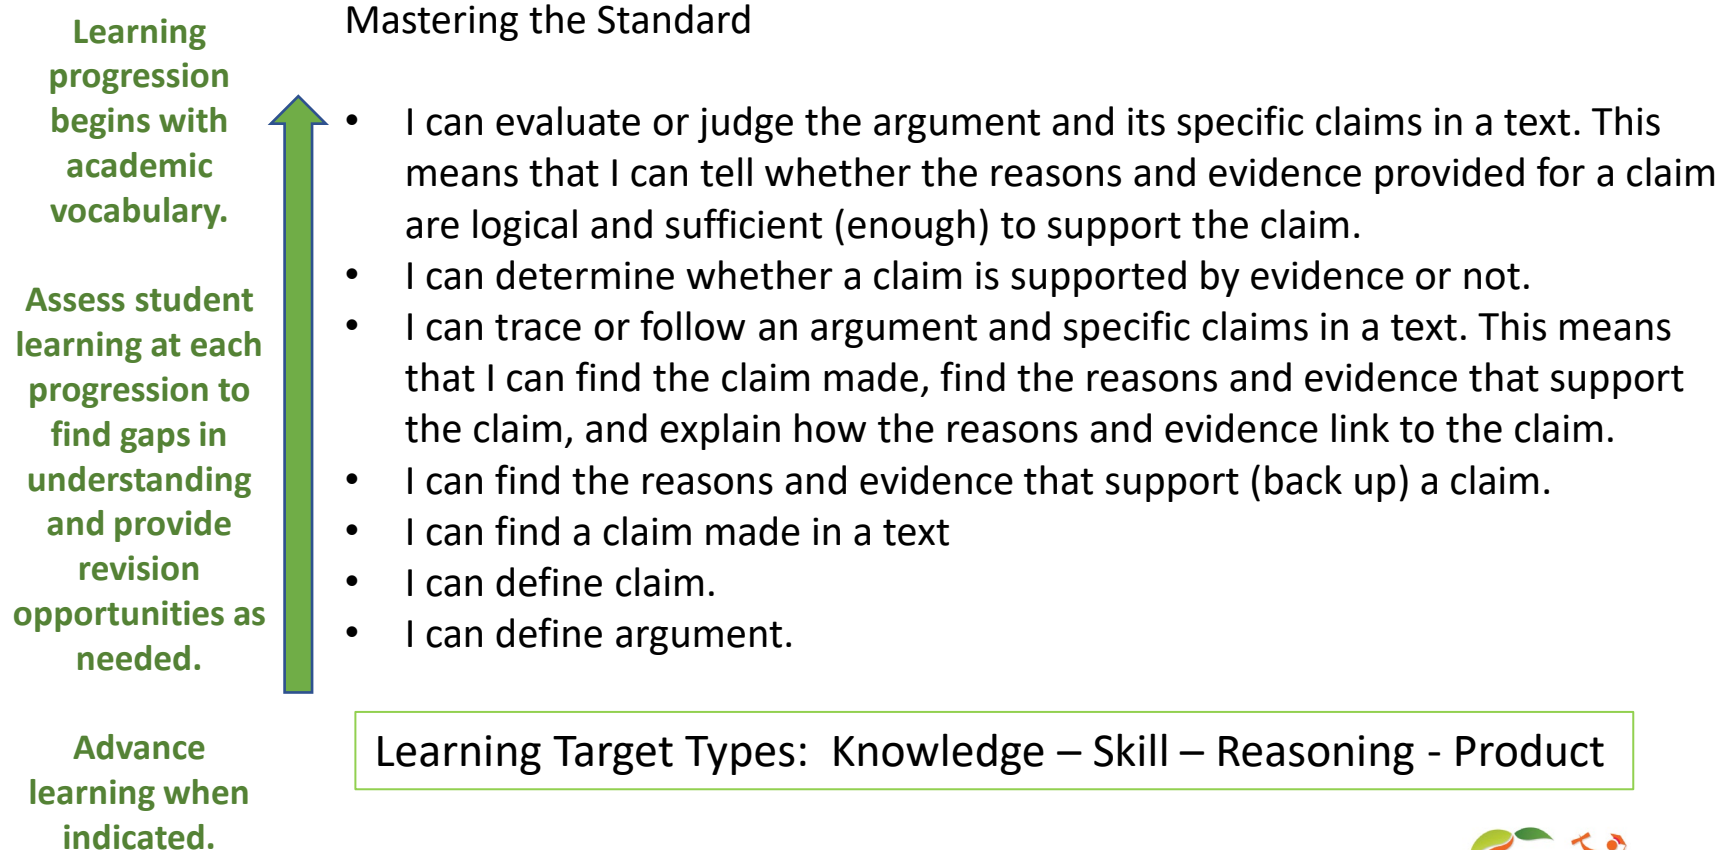 Learning
progression
begins with
academic
vocabulary.
Assess student
learning at each
progression to
find gaps in
understanding
and provide
revision
opportunities as
needed.
Advance
learning when
indicated.
Mastering the Standard
• I can evaluate or judge the argument and its specific claims in a text. This
means that I can tell whether the reasons and evidence provided for a claim
are logical and sufficient (enough) to support the claim.
• I can determine whether a claim is supported by evidence or not.
• I can trace or follow an argument and specific claims in a text. This means
that I can find the claim made, find the reasons and evidence that support
the claim, and explain how the reasons and evidence link to the claim.
• I can find the reasons and evidence that support (back up) a claim.
• I can find a claim made in a text
• I can define claim.
• I can define argument.
Learning Target Types: Knowledge – Skill – Reasoning - Product